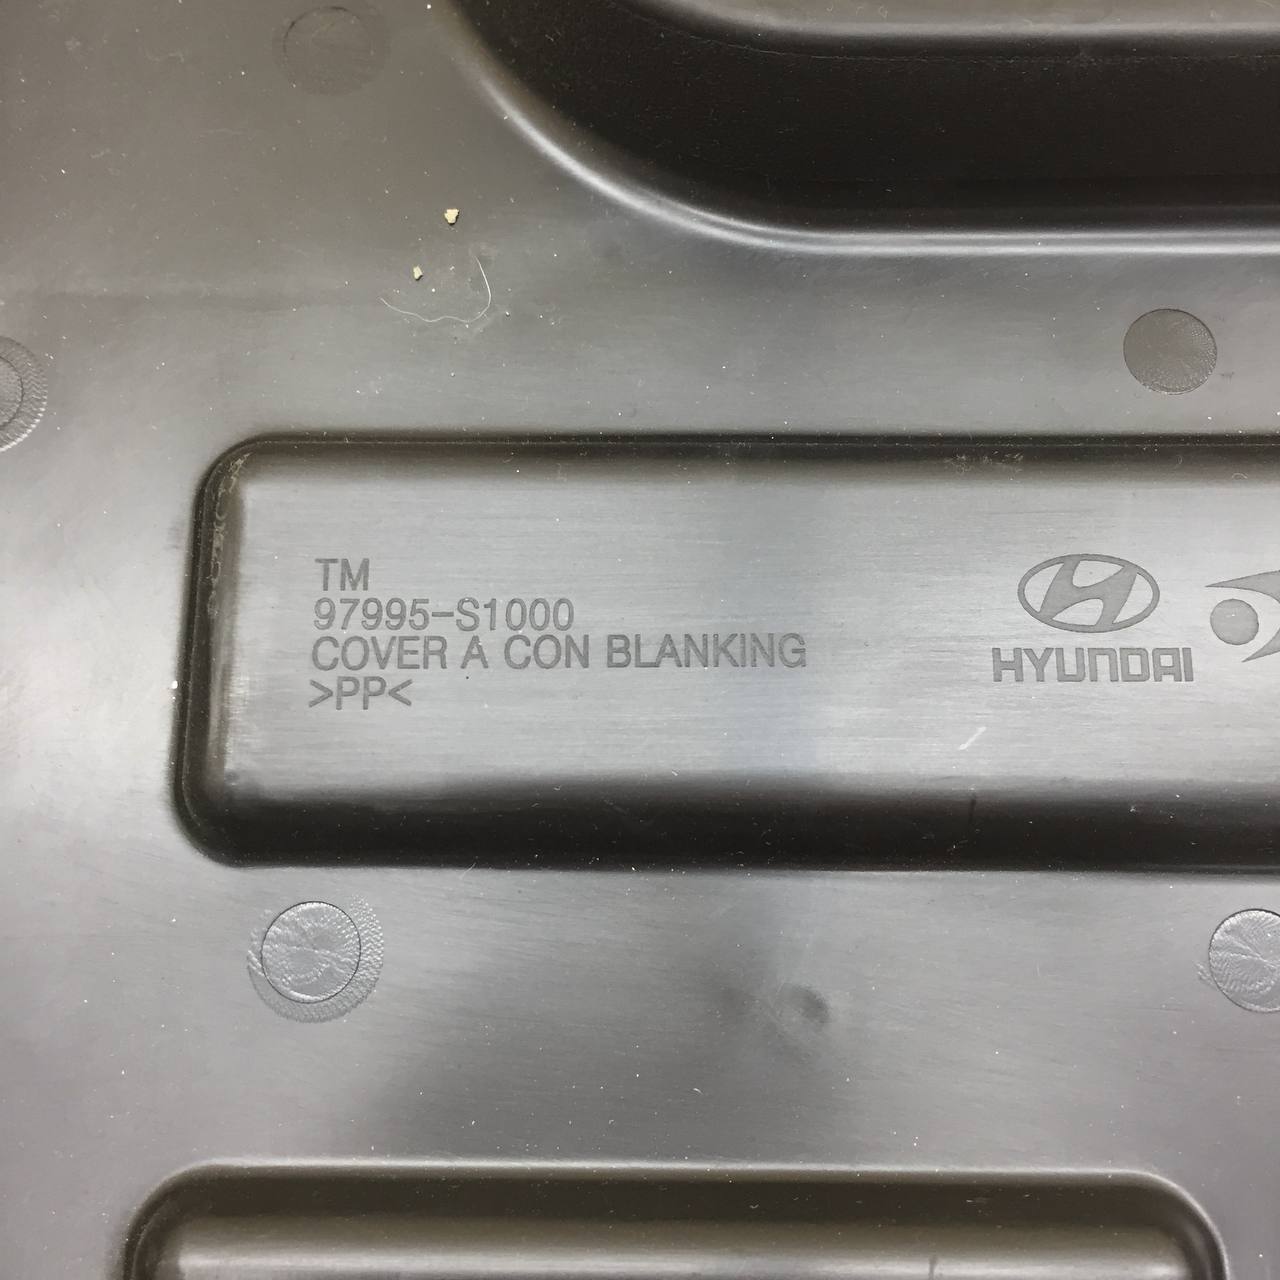 TM
97995-S1000
COVER A CON BLANKING
>PP<
HYUNDAI